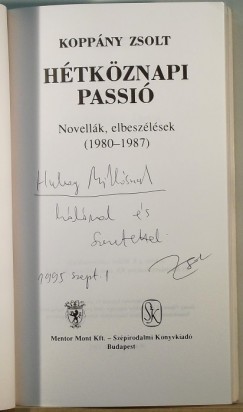 KOPPÁNY ZSOLT
HÉTKÖZNAPI
PASSIÓ
Novellák, elbeszélések
(1980–1987)
hálával és
Szeretettel
1995 szept. 1
Mentor Mont Kft. – Szépirodalmi Könyvkiadó
Budapest